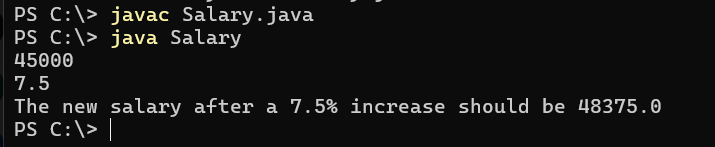 PS C:\> javac Salary.java
PS C:\> java Salary
45000
7.5
The new salary after a 7.5% increase should be 48375.0
PS C:\>